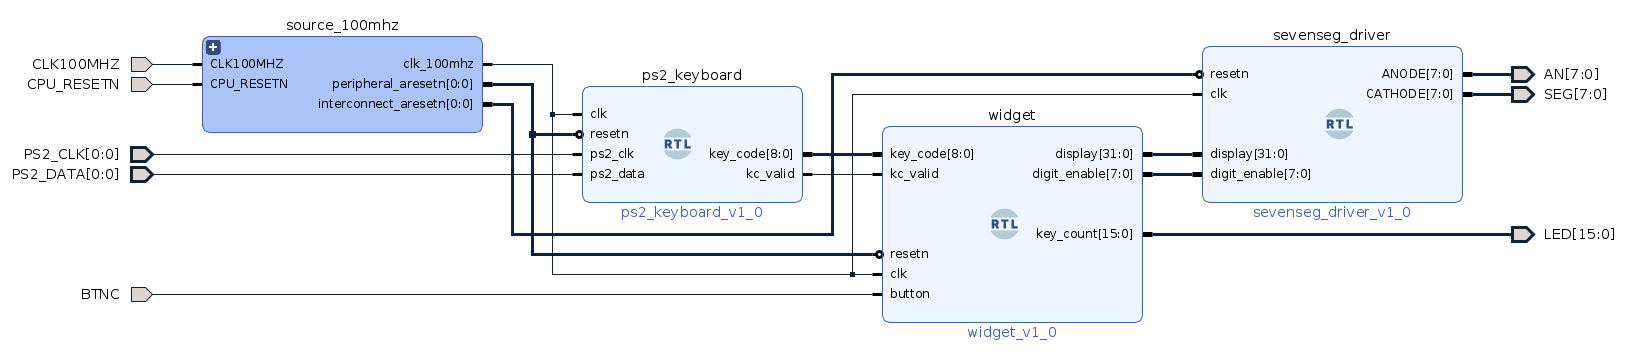 source_100mhz
CLK100MHZ
CPU_RESETN
CLK100MHZ
CPU_RESETN
clk_100mhz
peripheral_aresetn[0:0]
interconnect_aresetn[0:0]
PS2_CLK[0:0]
PS2_DATA[0:0]
BTNC
ps2_keyboard
clk
resetn
ps2_clk
ps2_data
RTL
key_code[8:0]
kc_valid
ps2_keyboard_v1_0
widget
key_code[8:0]
kc_valid
resetn
clk
button
RTL
display[31:0]
digit_enable[7:0]
key_count[15:0]
widget_v1_0
sevenseg_driver
resetn
clk
display[31:0]
digit_enable[7:0]
RTL
ANODE[7:0]
CATHODE[7:0]
sevenseg_driver_v1_0
AN[7:0]
SEG[7:0]
LED[15:0]